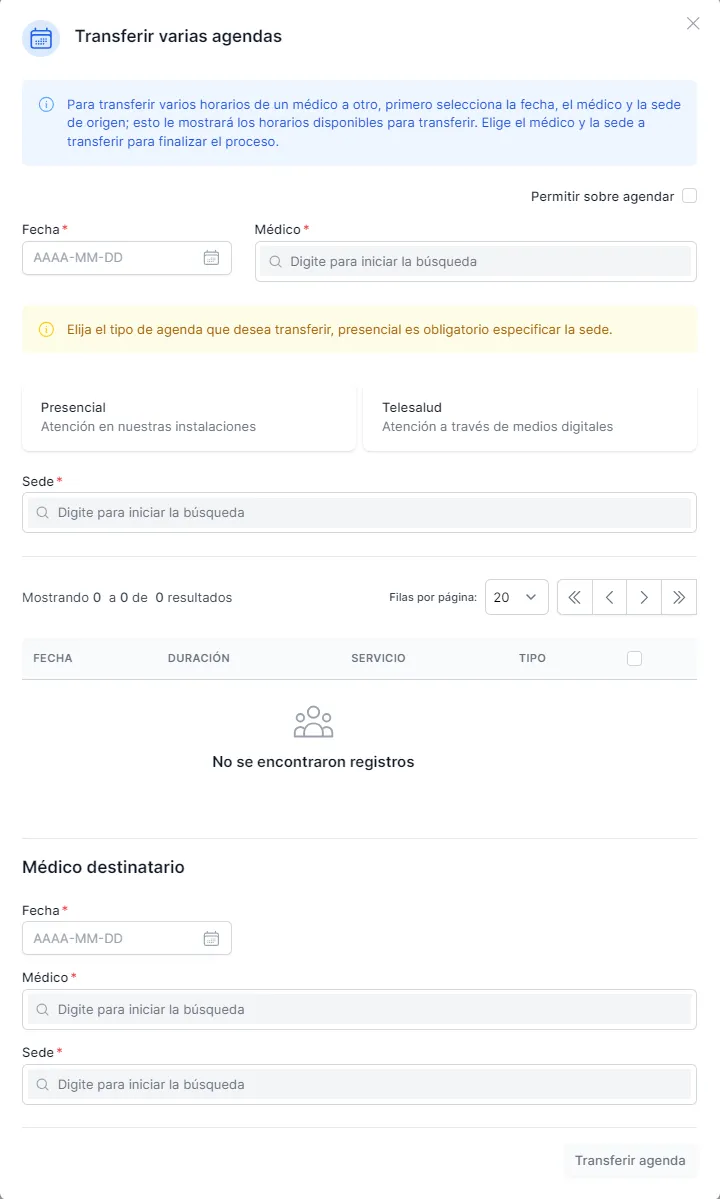 Transferir varias agendas
Para transferir varios horarios de un médico a otro, primero selecciona la fecha, el médico y la sede
de origen; esto le mostrará los horarios disponibles para transferir. Elige el médico y la sede a
transferir para finalizar el proceso.
Permitir sobre agendar
Fecha*
AAAA-MM-DD
Médico*
Digite para iniciar la búsqueda
Elija el tipo de agenda que desea transferir, presencial es obligatorio especificar la sede.
Presencial
Atención en nuestras instalaciones
Telesalud
Atención a través de medios digitales
Sede*
Digite para iniciar la búsqueda
Mostrando 0 a 0 de 0 resultados
Filas por página: 20
FECHA DURACIÓN SERVICIO TIPO
No se encontraron registros
Médico destinatario
Fecha*
AAAA-MM-DD
Médico*
Digite para iniciar la búsqueda
Sede*
Digite para iniciar la búsqueda
Transferir agenda